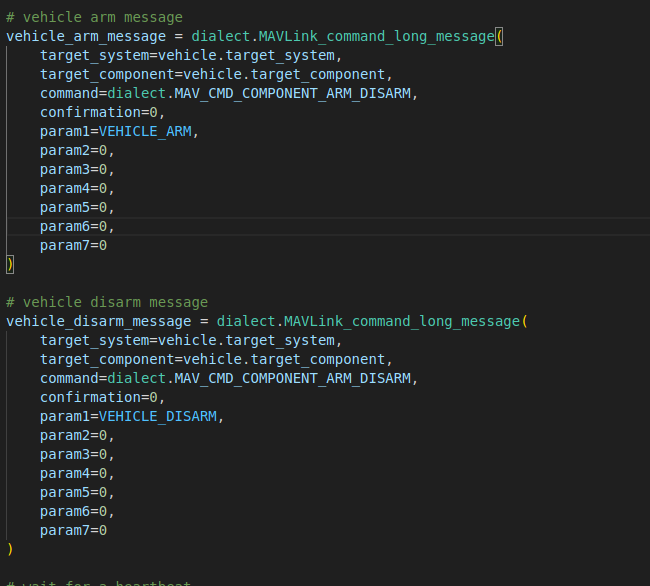 # vehicle arm message
vehicle_arm_message = dialect.MAVLink_command_long_message(
    target_system=vehicle.target_system,
    target_component=vehicle.target_component,
    command=dialect.MAV_CMD_COMPONENT_ARM_DISARM,
    confirmation=0,
    param1=VEHICLE_ARM,
    param2=0,
    param3=0,
    param4=0,
    param5=0,
    param6=0,
    param7=0
)
# vehicle disarm message
vehicle_disarm_message = dialect.MAVLink_command_long_message(
    target_system=vehicle.target_system,
    target_component=vehicle.target_component,
    command=dialect.MAV_CMD_COMPONENT_ARM_DISARM,
    confirmation=0,
    param1=VEHICLE_DISARM,
    param2=0,
    param3=0,
    param4=0,
    param5=0,
    param6=0,
    param7=0
)
# wait for a heartbeat